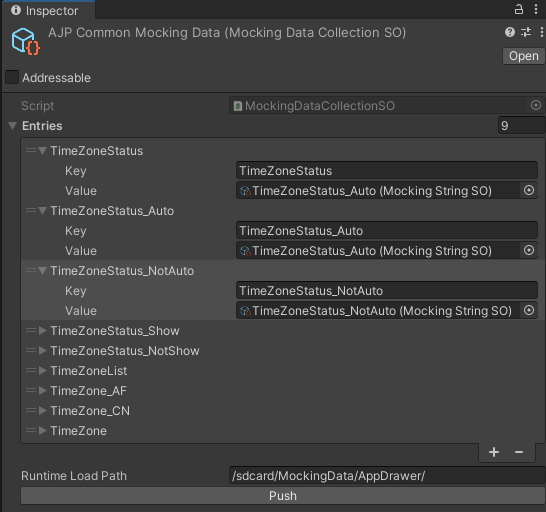 Inspector
AJP Common Mocking Data (Mocking Data Collection SO)
Open
Addressable
Script MockingDataCollectionSO
Entries 9
TimeZoneStatus
Key TimeZoneStatus
Value TimeZoneStatus_Auto (Mocking String SO)
TimeZoneStatus_Auto
Key TimeZoneStatus_Auto
Value TimeZoneStatus_Auto (Mocking String SO)
TimeZoneStatus_NotAuto
Key TimeZoneStatus_NotAuto
Value TimeZoneStatus_NotAuto (Mocking String SO)
TimeZoneStatus_Show
TimeZoneStatus_NotShow
TimeZoneList
TimeZone_AF
TimeZone_CN
TimeZone
Runtime Load Path /sdcard/MockingData/AppDrawer/
Push